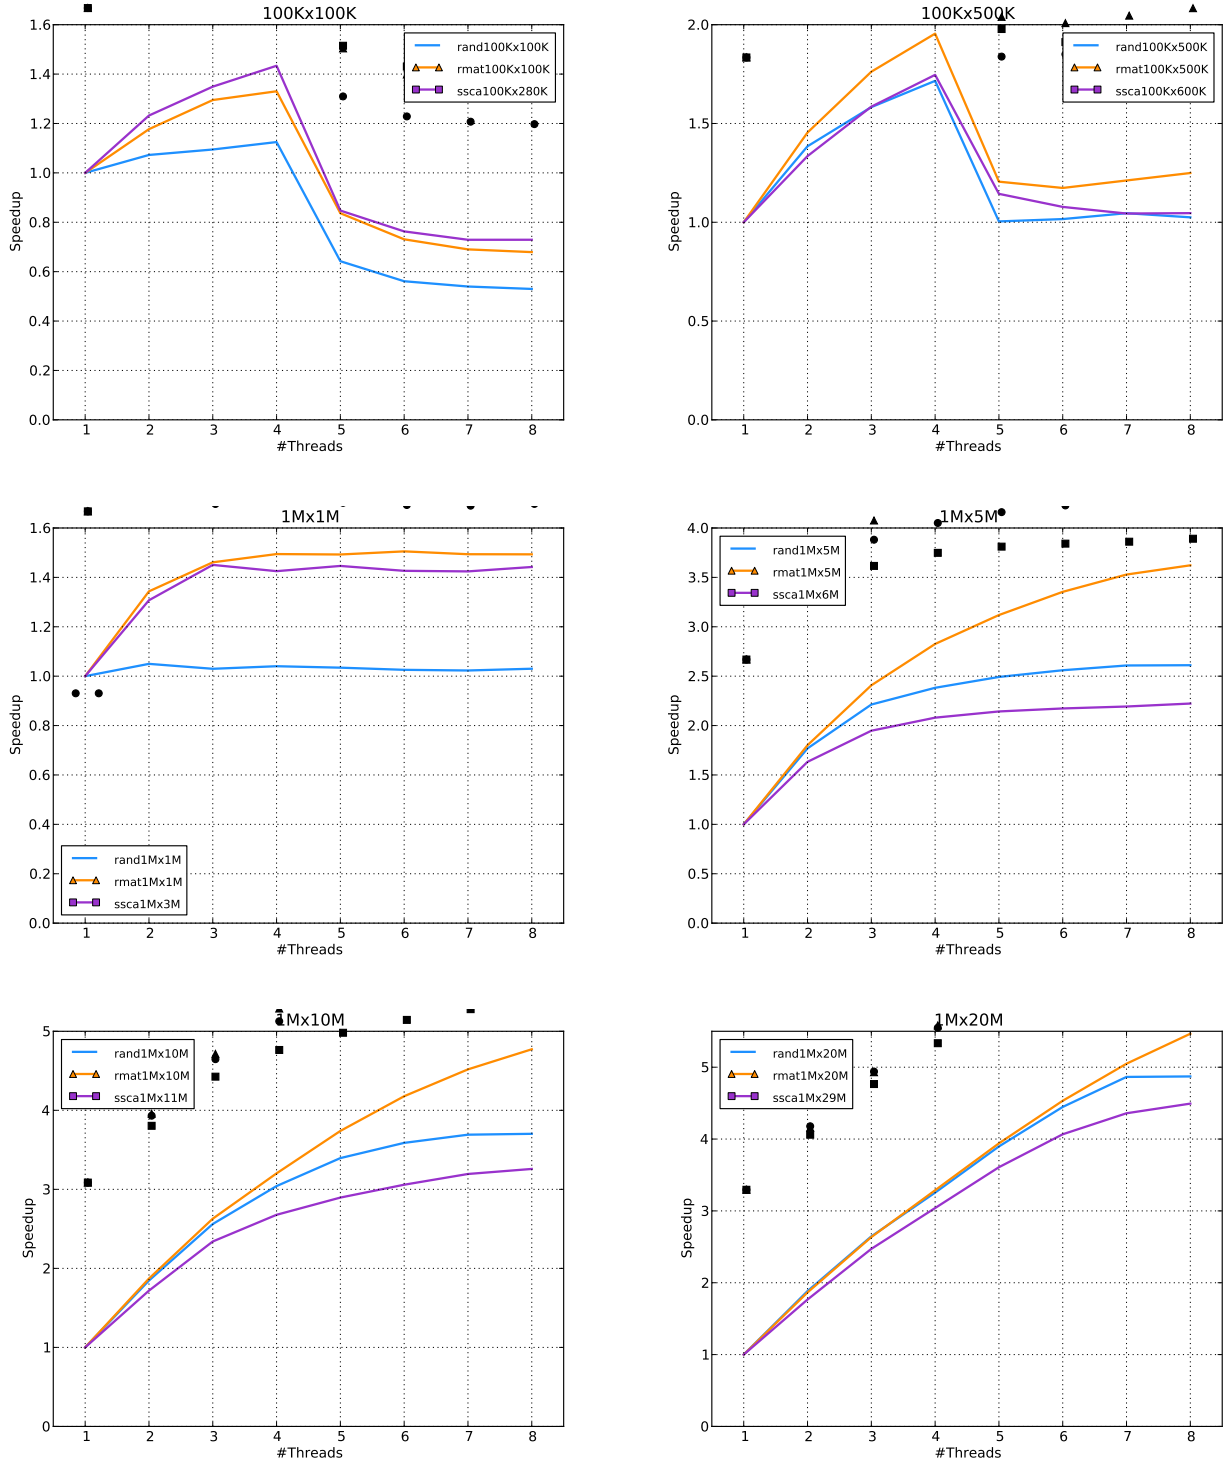 100Kx100K
1.6
1.4
1.2
1.0
0.8
0.6
0.4
0.2
0.0
Speedup
rand100Kx100K
rmat100Kx100K
ssca100Kx280K
1 2 3 4 5 6 7 8
#Threads
100Kx500K
2.0
1.5
1.0
0.5
0.0
Speedup
rand100Kx500K
rmat100Kx500K
ssca100Kx600K
1 2 3 4 5 6 7 8
#Threads
1Mx1M
1.6
1.4
1.2
1.0
0.8
0.6
0.4
0.2
0.0
Speedup
rand1Mx1M
rmat1Mx1M
ssca1Mx3M
1 2 3 4 5 6 7 8
#Threads
1Mx5M
4.0
3.5
3.0
2.5
2.0
1.5
1.0
0.5
0.0
Speedup
rand1Mx5M
rmat1Mx5M
ssca1Mx6M
1 2 3 4 5 6 7 8
#Threads
1Mx10M
5
4
3
2
1
0
Speedup
rand1Mx10M
rmat1Mx10M
ssca1Mx11M
1 2 3 4 5 6 7 8
#Threads
1Mx20M
5
4
3
2
1
0
Speedup
rand1Mx20M
rmat1Mx20M
ssca1Mx29M
1 2 3 4 5 6 7 8
#Threads